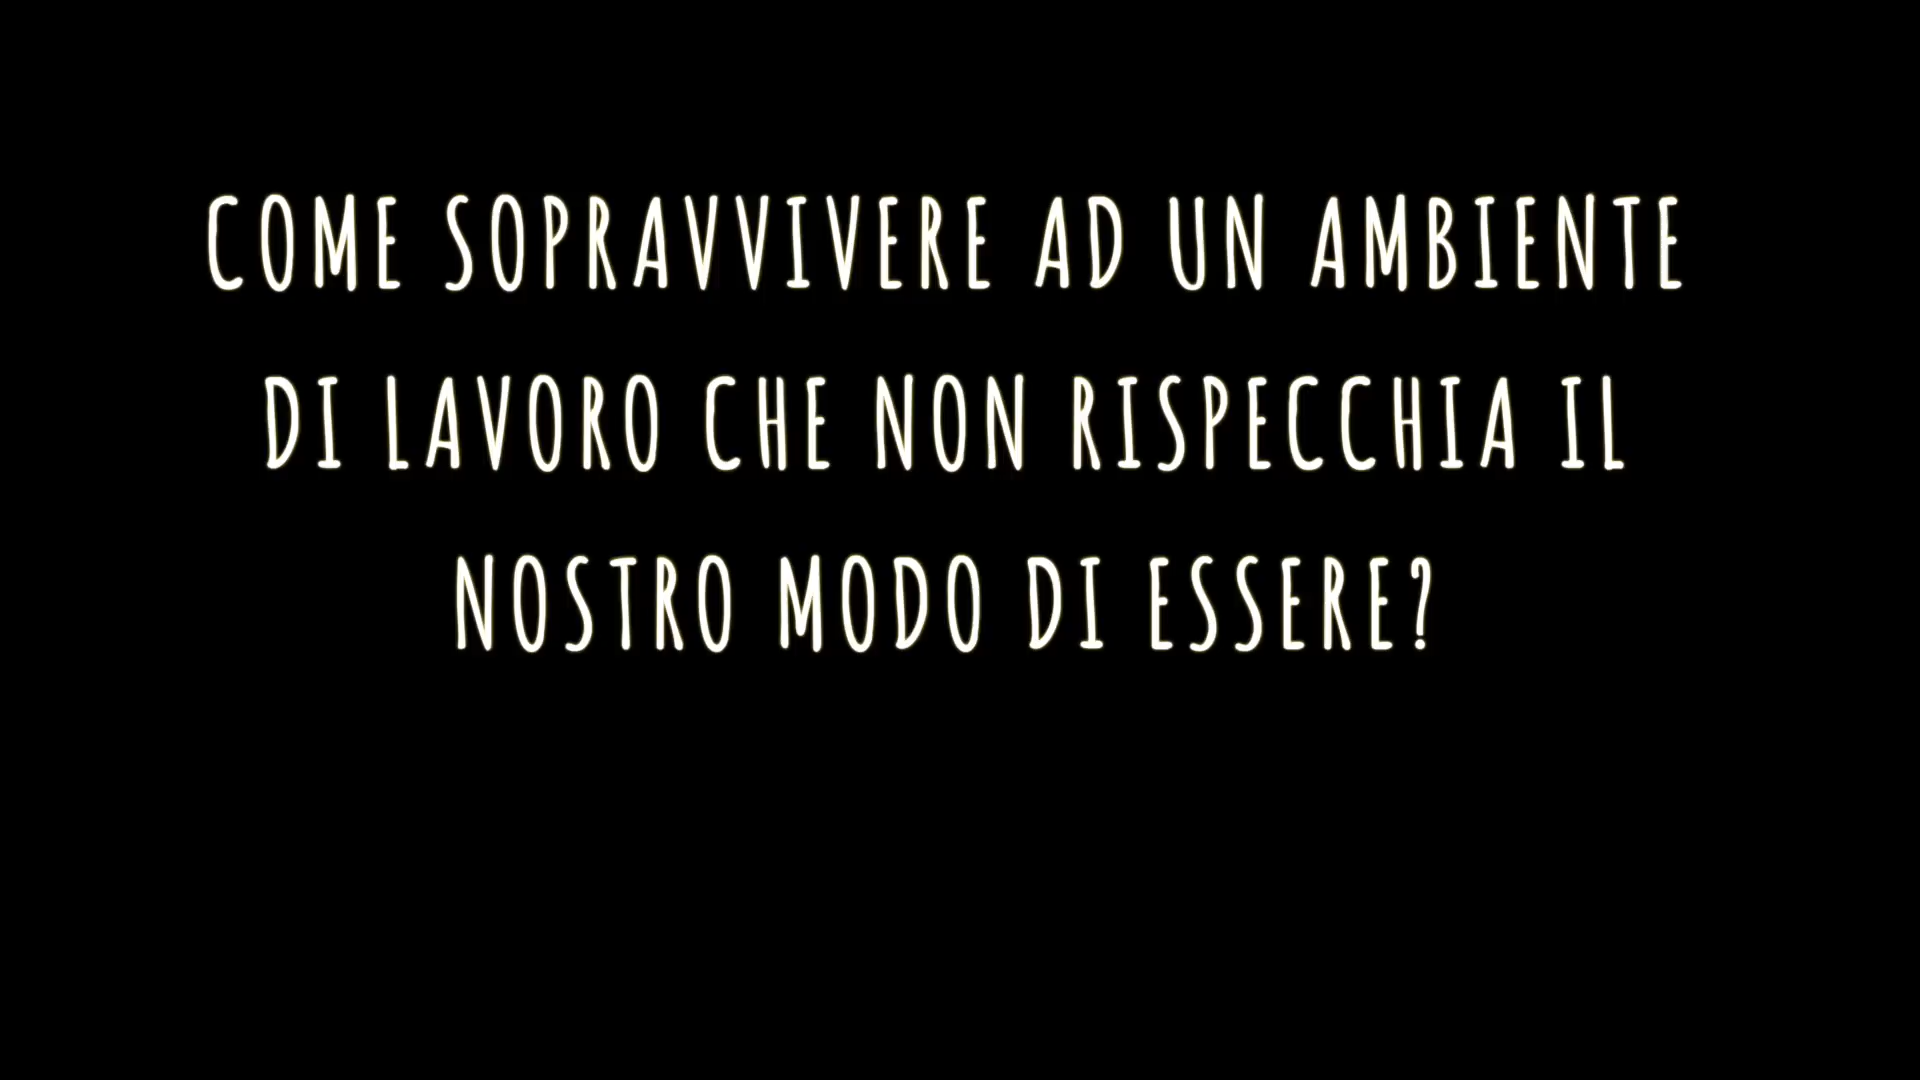 COME SOPRAVVIVERE AD UN AMBIENTE
DI LAVORO CHE NON RISPECCHIA IL
NOSTRO MODO DI ESSERE?